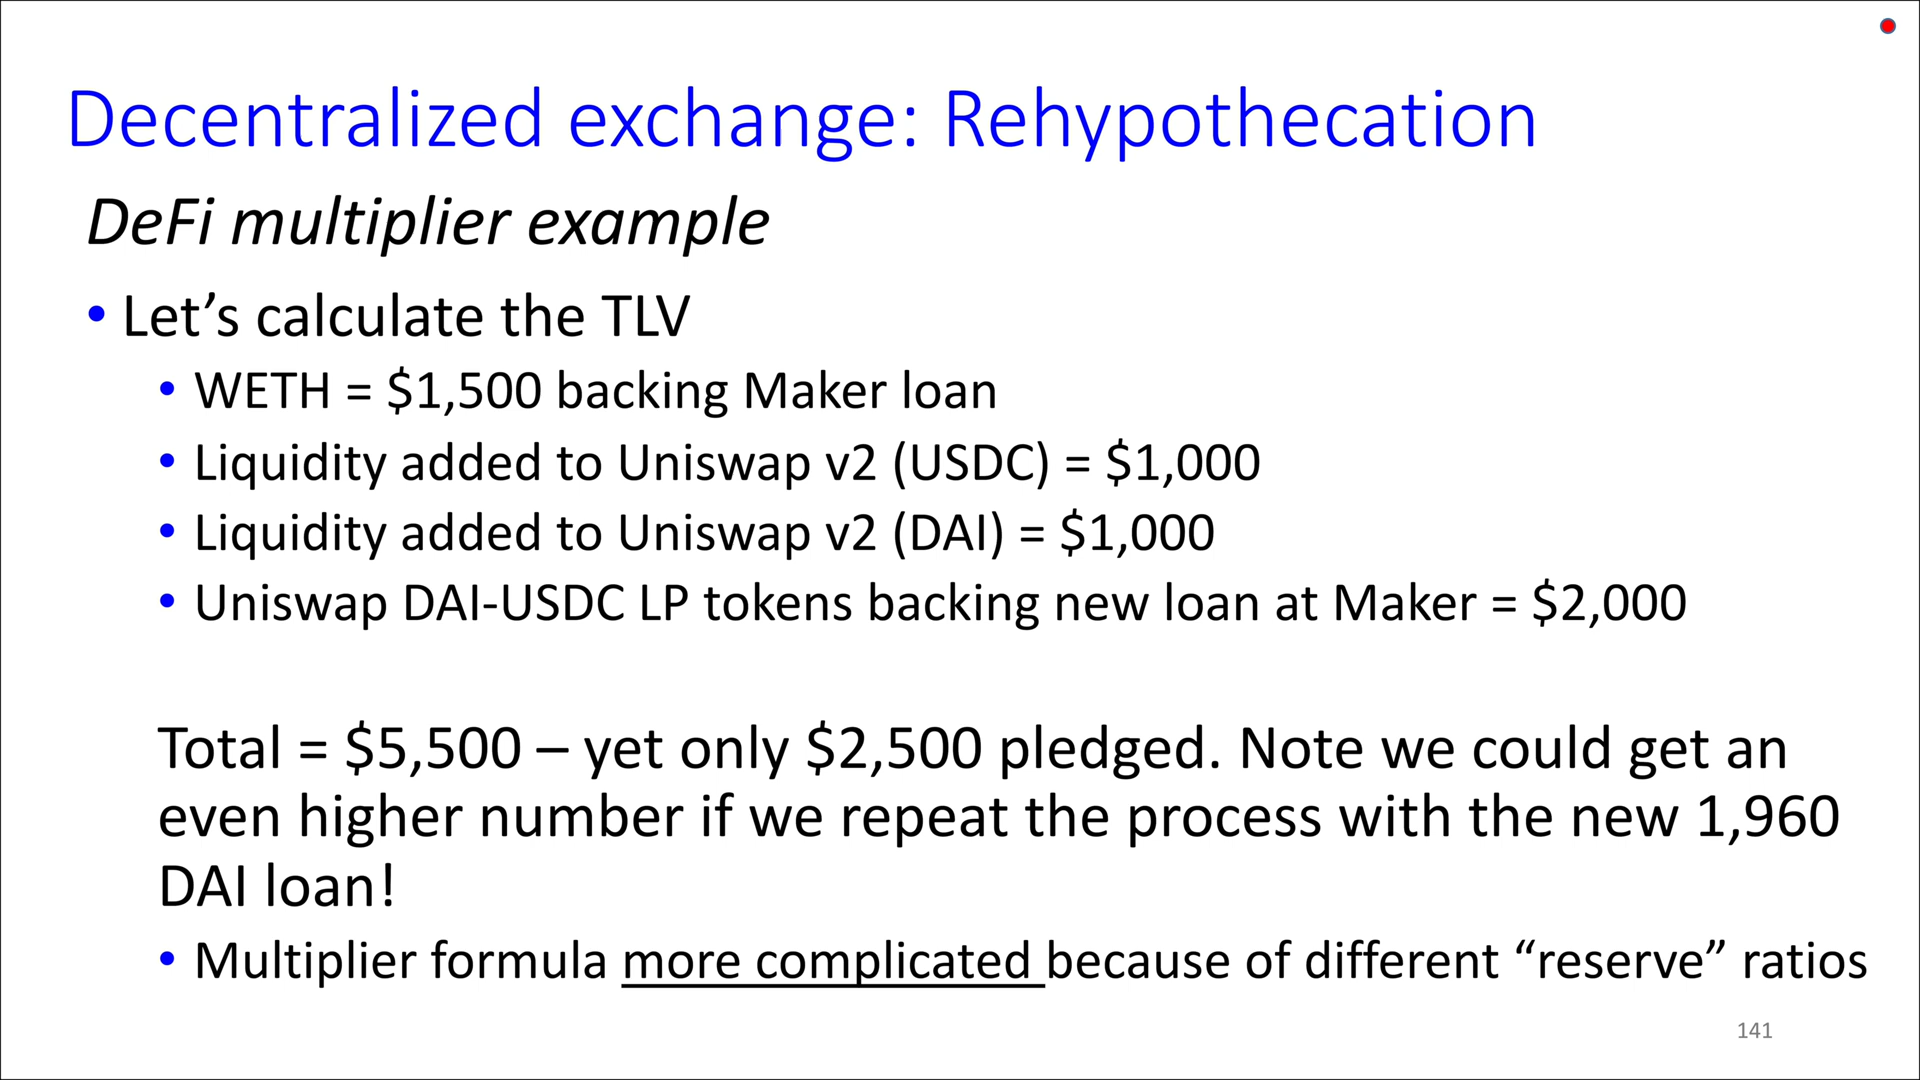 Decentralized exchange: Rehypothecation
DeFi multiplier example
• Let’s calculate the TLV
• WETH = $1,500 backing Maker loan
• Liquidity added to Uniswap v2 (USDC) = $1,000
• Liquidity added to Uniswap v2 (DAI) = $1,000
• Uniswap DAI-USDC LP tokens backing new loan at Maker = $2,000
Total = $5,500 – yet only $2,500 pledged. Note we could get an
even higher number if we repeat the process with the new 1,960
DAI loan!
• Multiplier formula more complicated because of different “reserve” ratios
141